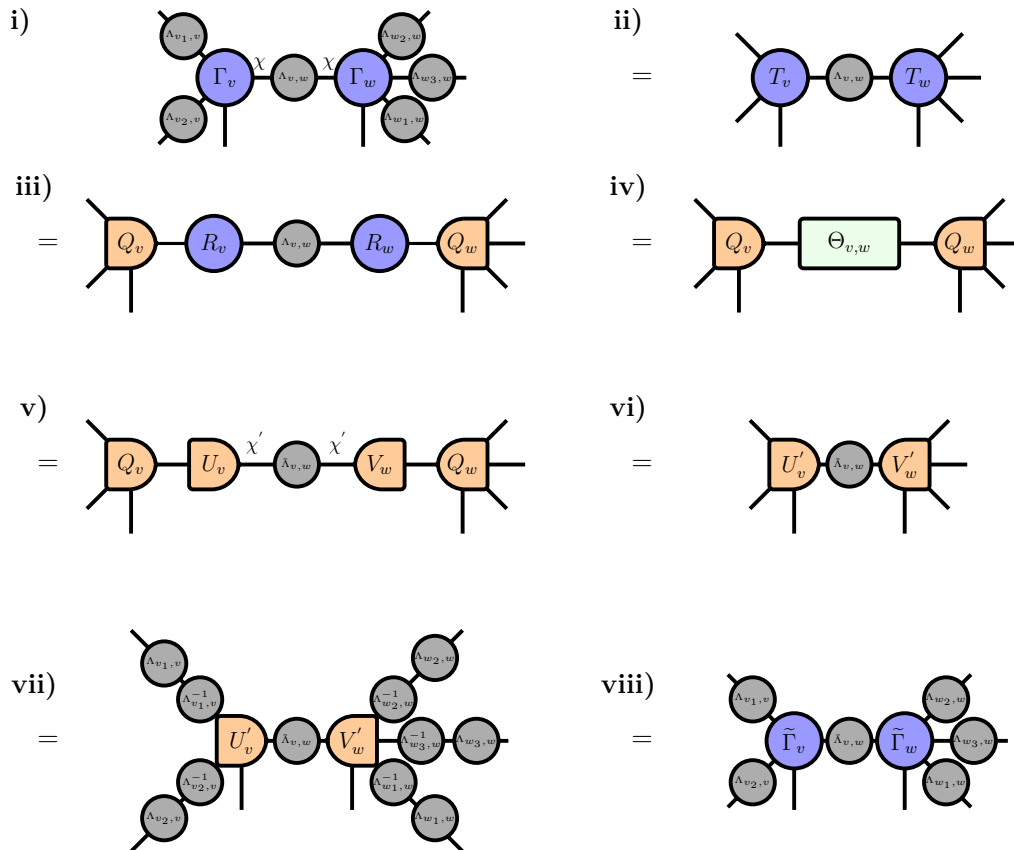 i) Λ_{v_1,v} Λ_{v_2,v} Γ_v χ Λ_{v,w} χ Γ_w Λ_{w_2,w} Λ_{w_3,w} Λ_{w_1,w}
ii) = T_v Λ_{v,w} T_w
iii) = Q_v R_v Λ_{v,w} R_w Q_w
iv) = Q_v Θ_{v,w} Q_w
v) = Q_v U_v χ' Λ̃_{v,w} χ' V_w Q_w
vi) = U'_v Λ̃_{v,w} V'_w
vii) = Λ_{v_1,v} Λ^{-1}_{v_1,v} Λ_{v_2,v} Λ^{-1}_{v_2,v} U'_v Λ̃_{v,w} V'_w Λ^{-1}_{w_2,w} Λ_{w_2,w} Λ^{-1}_{w_3,w} Λ_{w_3,w} Λ^{-1}_{w_1,w} Λ_{w_1,w}
viii) = Λ_{v_1,v} Λ_{v_2,v} Γ̃_v Λ̃_{v,w} Γ̃_w Λ_{w_2,w} Λ_{w_3,w} Λ_{w_1,w}